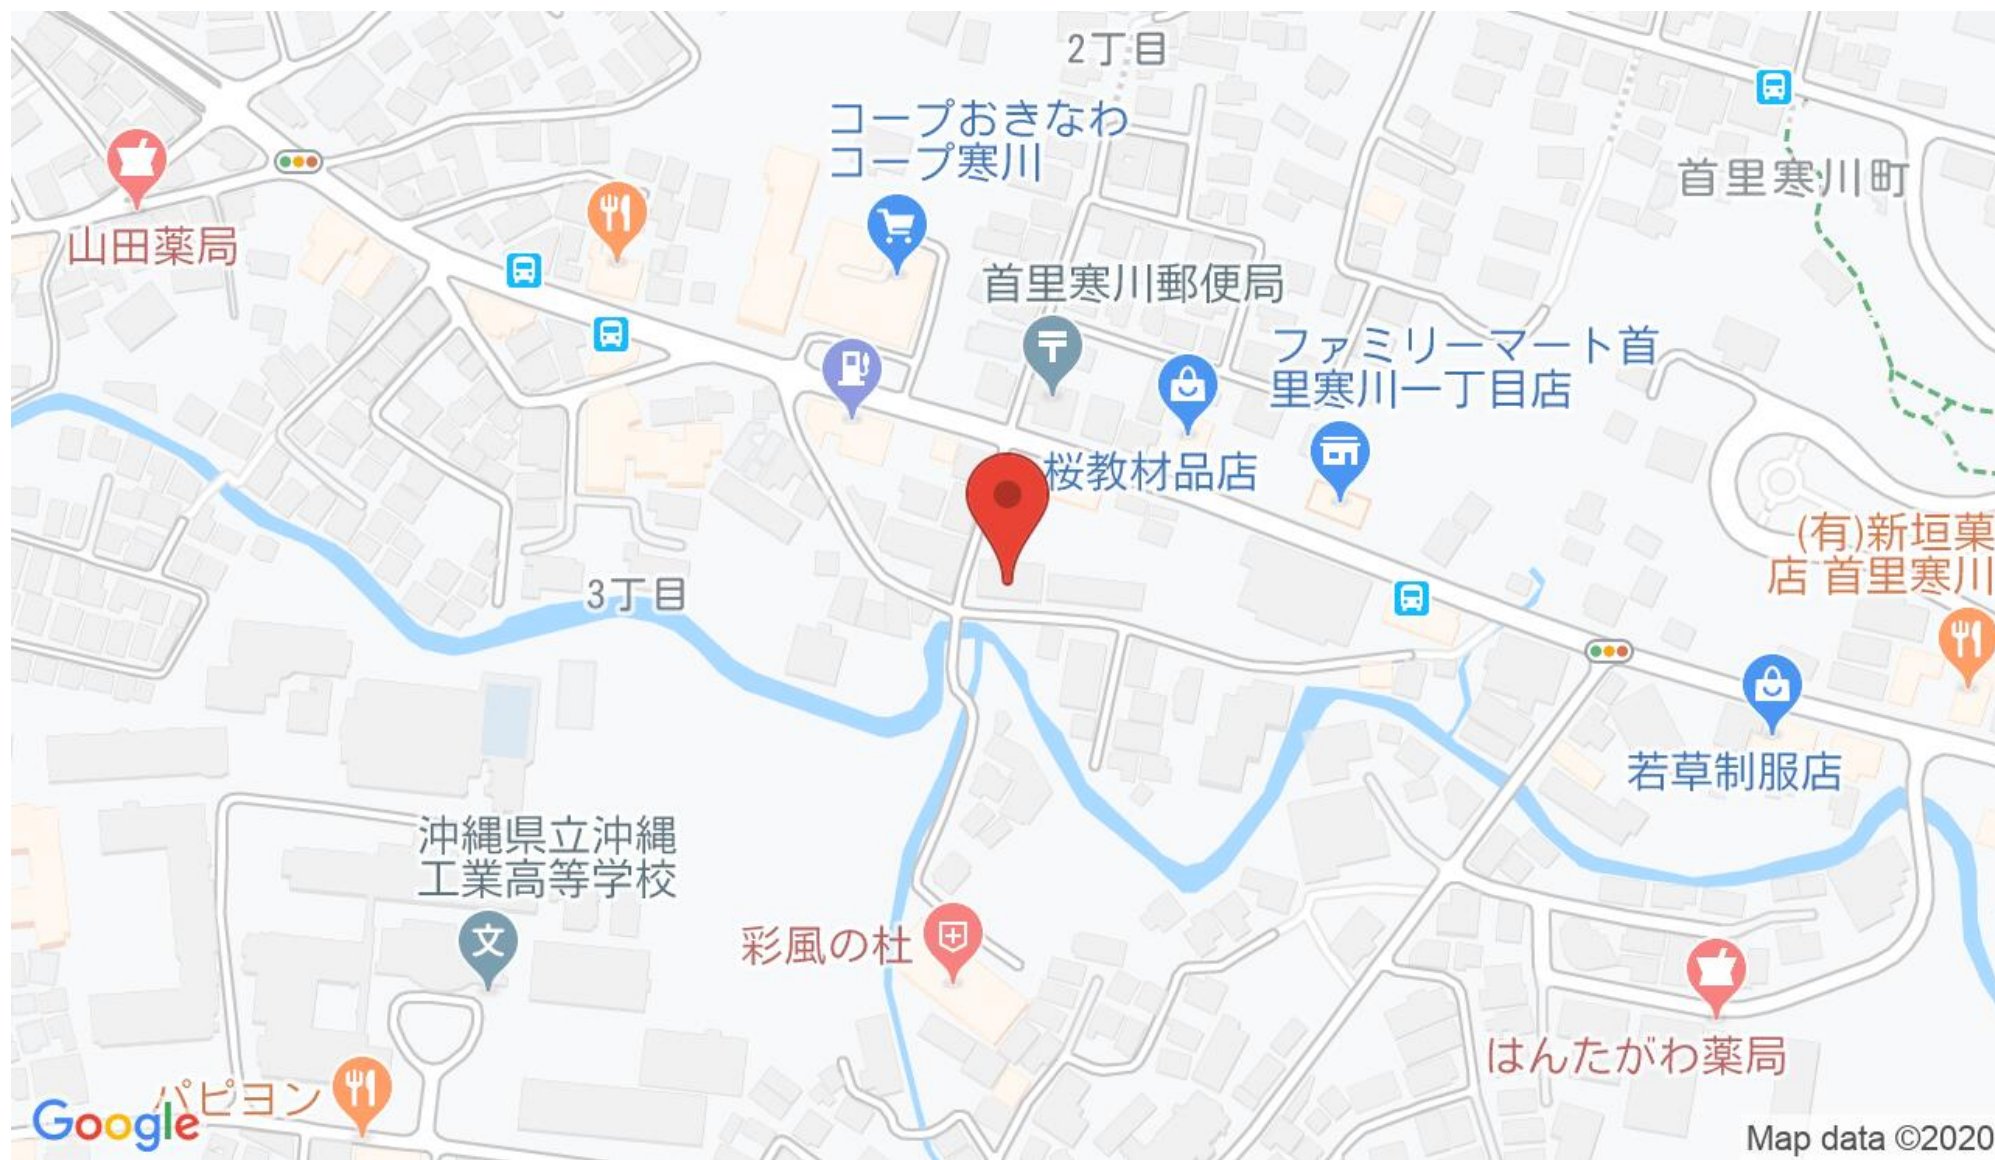 2丁目
コープおきなわ
コープ寒川
首里寒川町
山田薬局
首里寒川郵便局
ファミリーマート首
里寒川一丁目店
桜教材品店
(有)新垣菓
店 首里寒川
3丁目
若草制服店
沖縄県立沖縄
工業高等学校
文
彩風の杜
はんたがわ薬局
パピヨン
Google
Map data ©2020